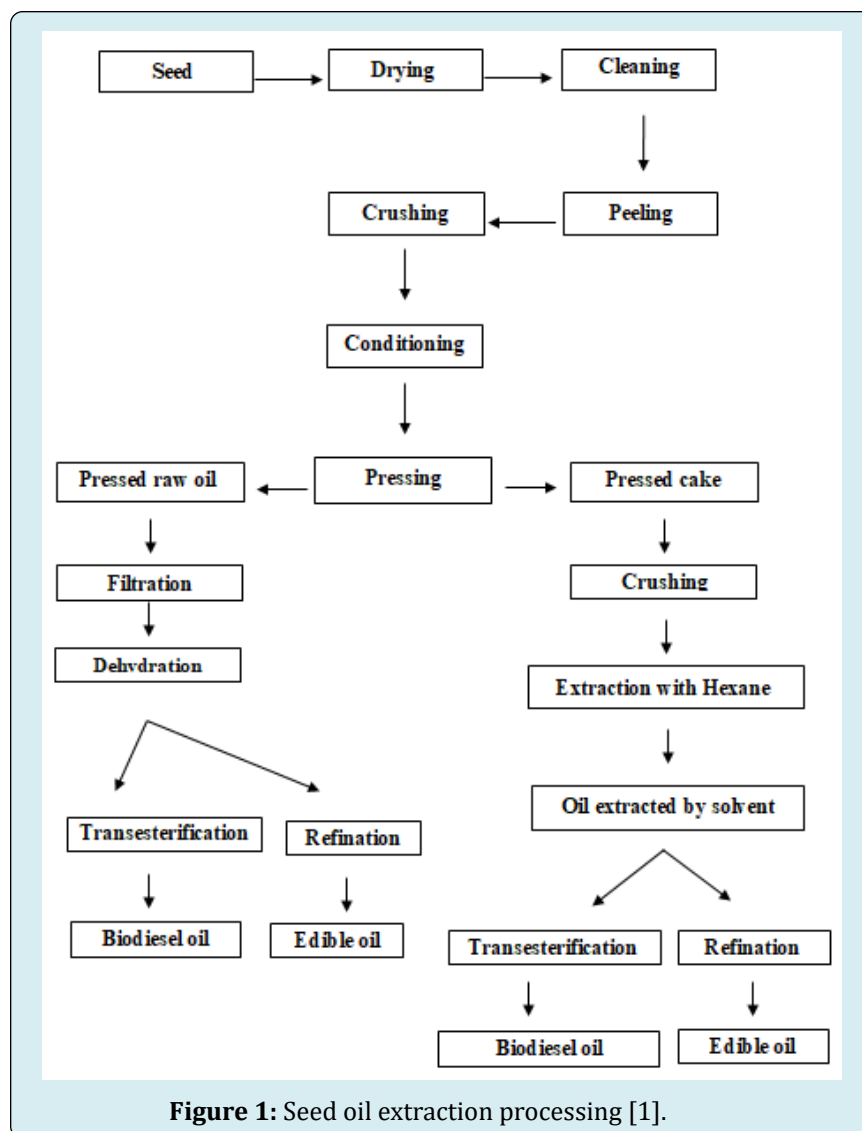 Seed
Drying
Cleaning
Crushing
Peeling
Conditioning
Pressed raw oil
Pressing
Pressed cake
Filtration
Crushing
Dehydration
Extraction with Hexane
Oil extracted by solvent
Transesterification
Refination
Biodiesel oil
Edible oil
Transesterification
Refination
Biodiesel oil
Edible oil
Figure 1: Seed oil extraction processing [1].